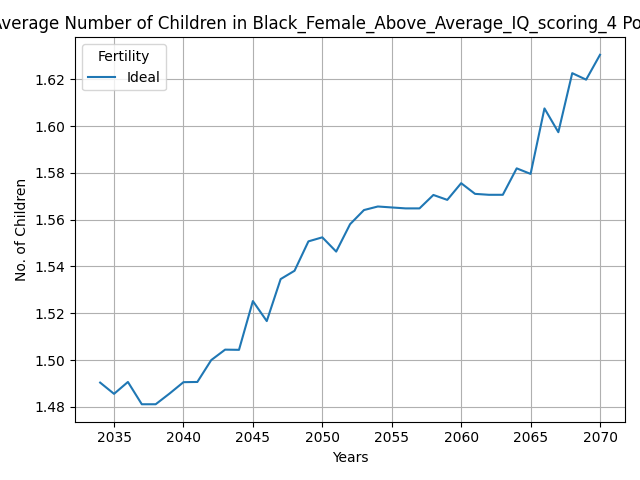 Average Number of Children in Black_Female_Above_Average_IQ_scoring_4 Po
Fertility
Ideal
No. of Children
1.62
1.60
1.58
1.56
1.54
1.52
1.50
1.48
2035 2040 2045 2050 2055 2060 2065 2070
Years